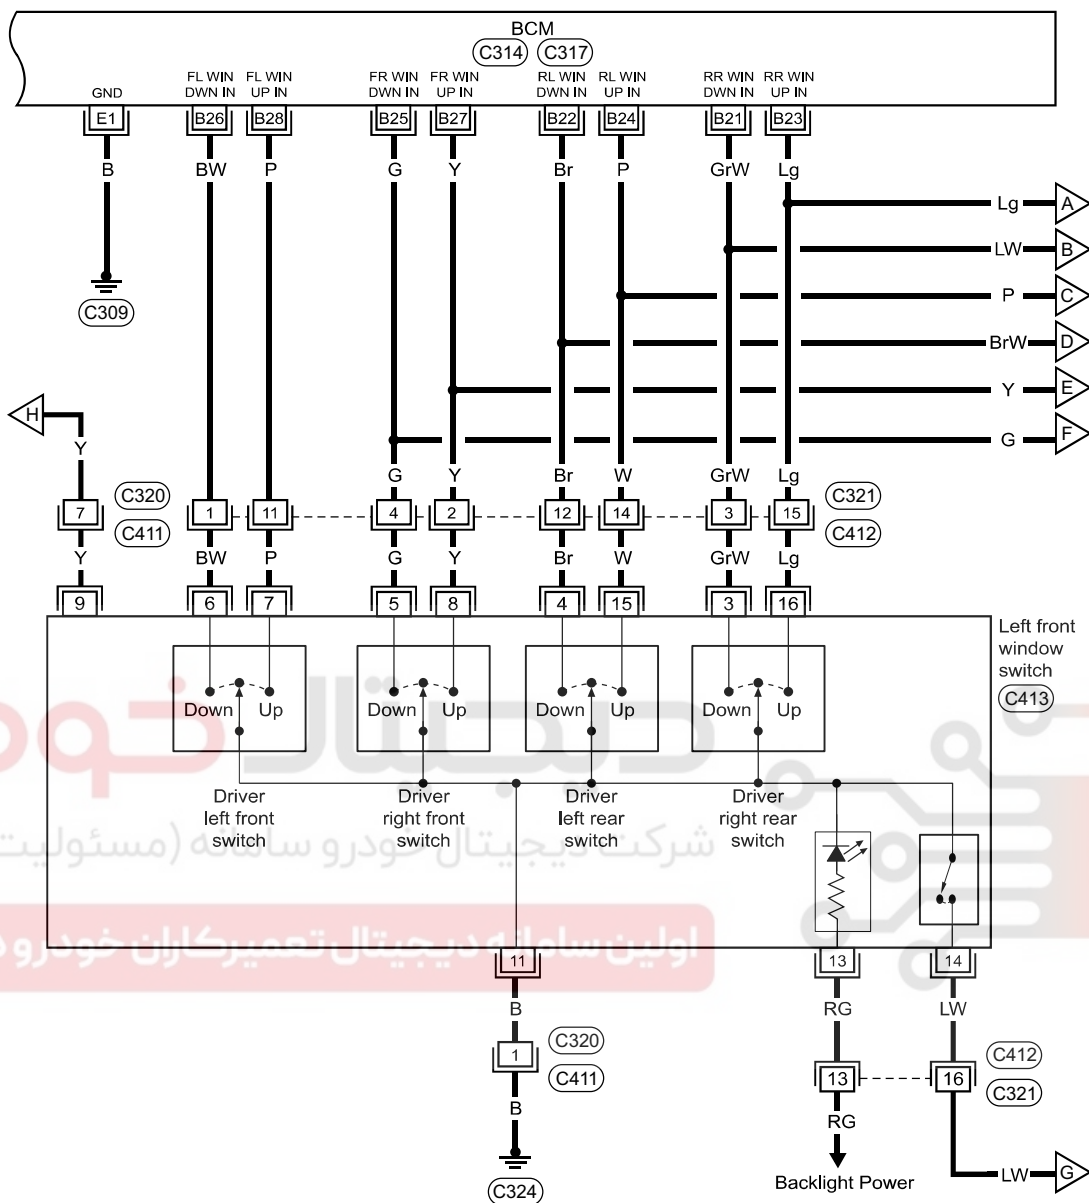 BCM
C314 C317
GND
FL WIN DWN IN
FL WIN UP IN
FR WIN DWN IN
FR WIN UP IN
RL WIN DWN IN
RL WIN UP IN
RR WIN DWN IN
RR WIN UP IN
E1 B26 B28 B25 B27 B22 B24 B21 B23
B BW P G Y Br P GrW Lg
Lg A
LW B
P C
C309
BrW D
Y E
H
G F
Y
G Y Br W GrW Lg
C320
C321
7 1 11 4 2 12 14 3 15
C411
C412
Y BW P G Y Br W GrW Lg
9 6 7 5 8 4 15 3 16
Left front
window
switch
C413
Down Up Down Up Down Up Down Up
دیجیتال خودرو
Driver left front switch
Driver right front switch
Driver left rear switch
Driver right rear switch
شرکت دیجیتال خودرو سامانه (مسئولیت
اولین سامانه دیجیتال تعمیرکاران خودرو د
11 13 14
B RG LW
C320
C412
1 13 16
C411
C321
B
RG
C324
Backlight Power
LW G